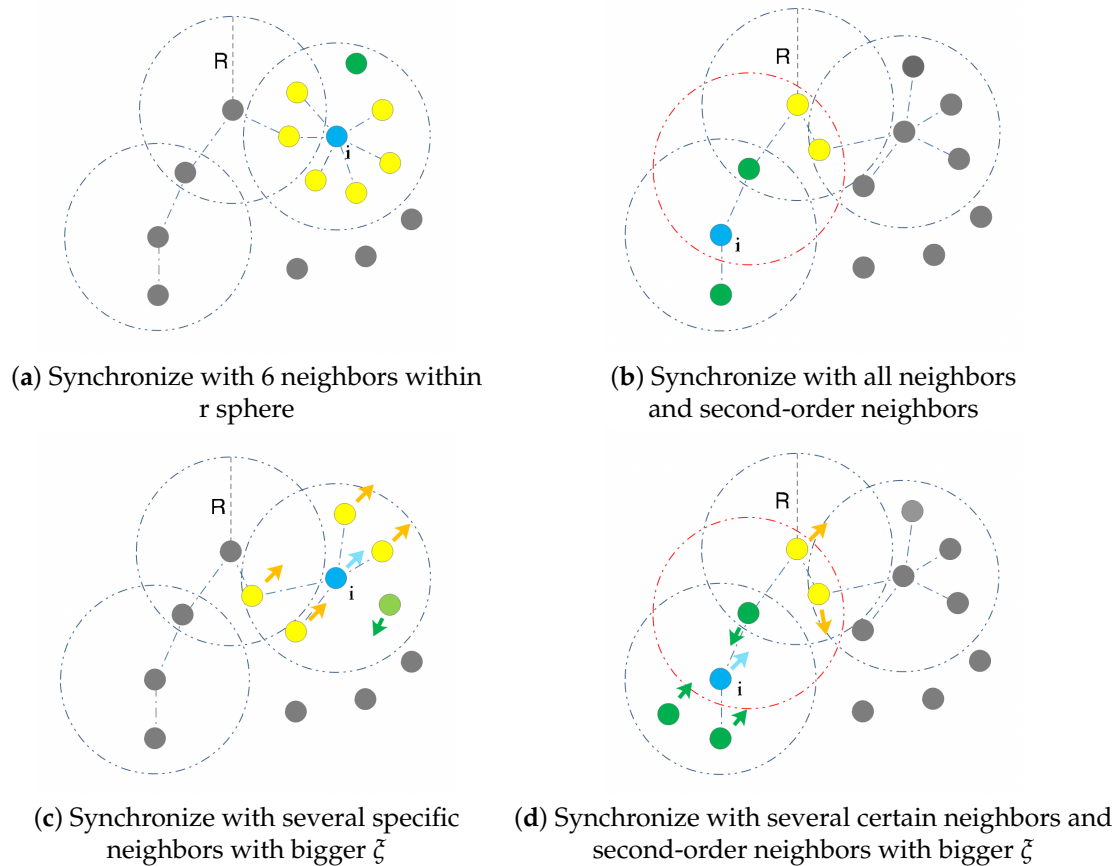 R
i
R
i
(a) Synchronize with 6 neighbors within
r sphere
(b) Synchronize with all neighbors
and second-order neighbors
R
i
R
i
(c) Synchronize with several specific
neighbors with bigger ξ
(d) Synchronize with several certain neighbors and
second-order neighbors with bigger ξ